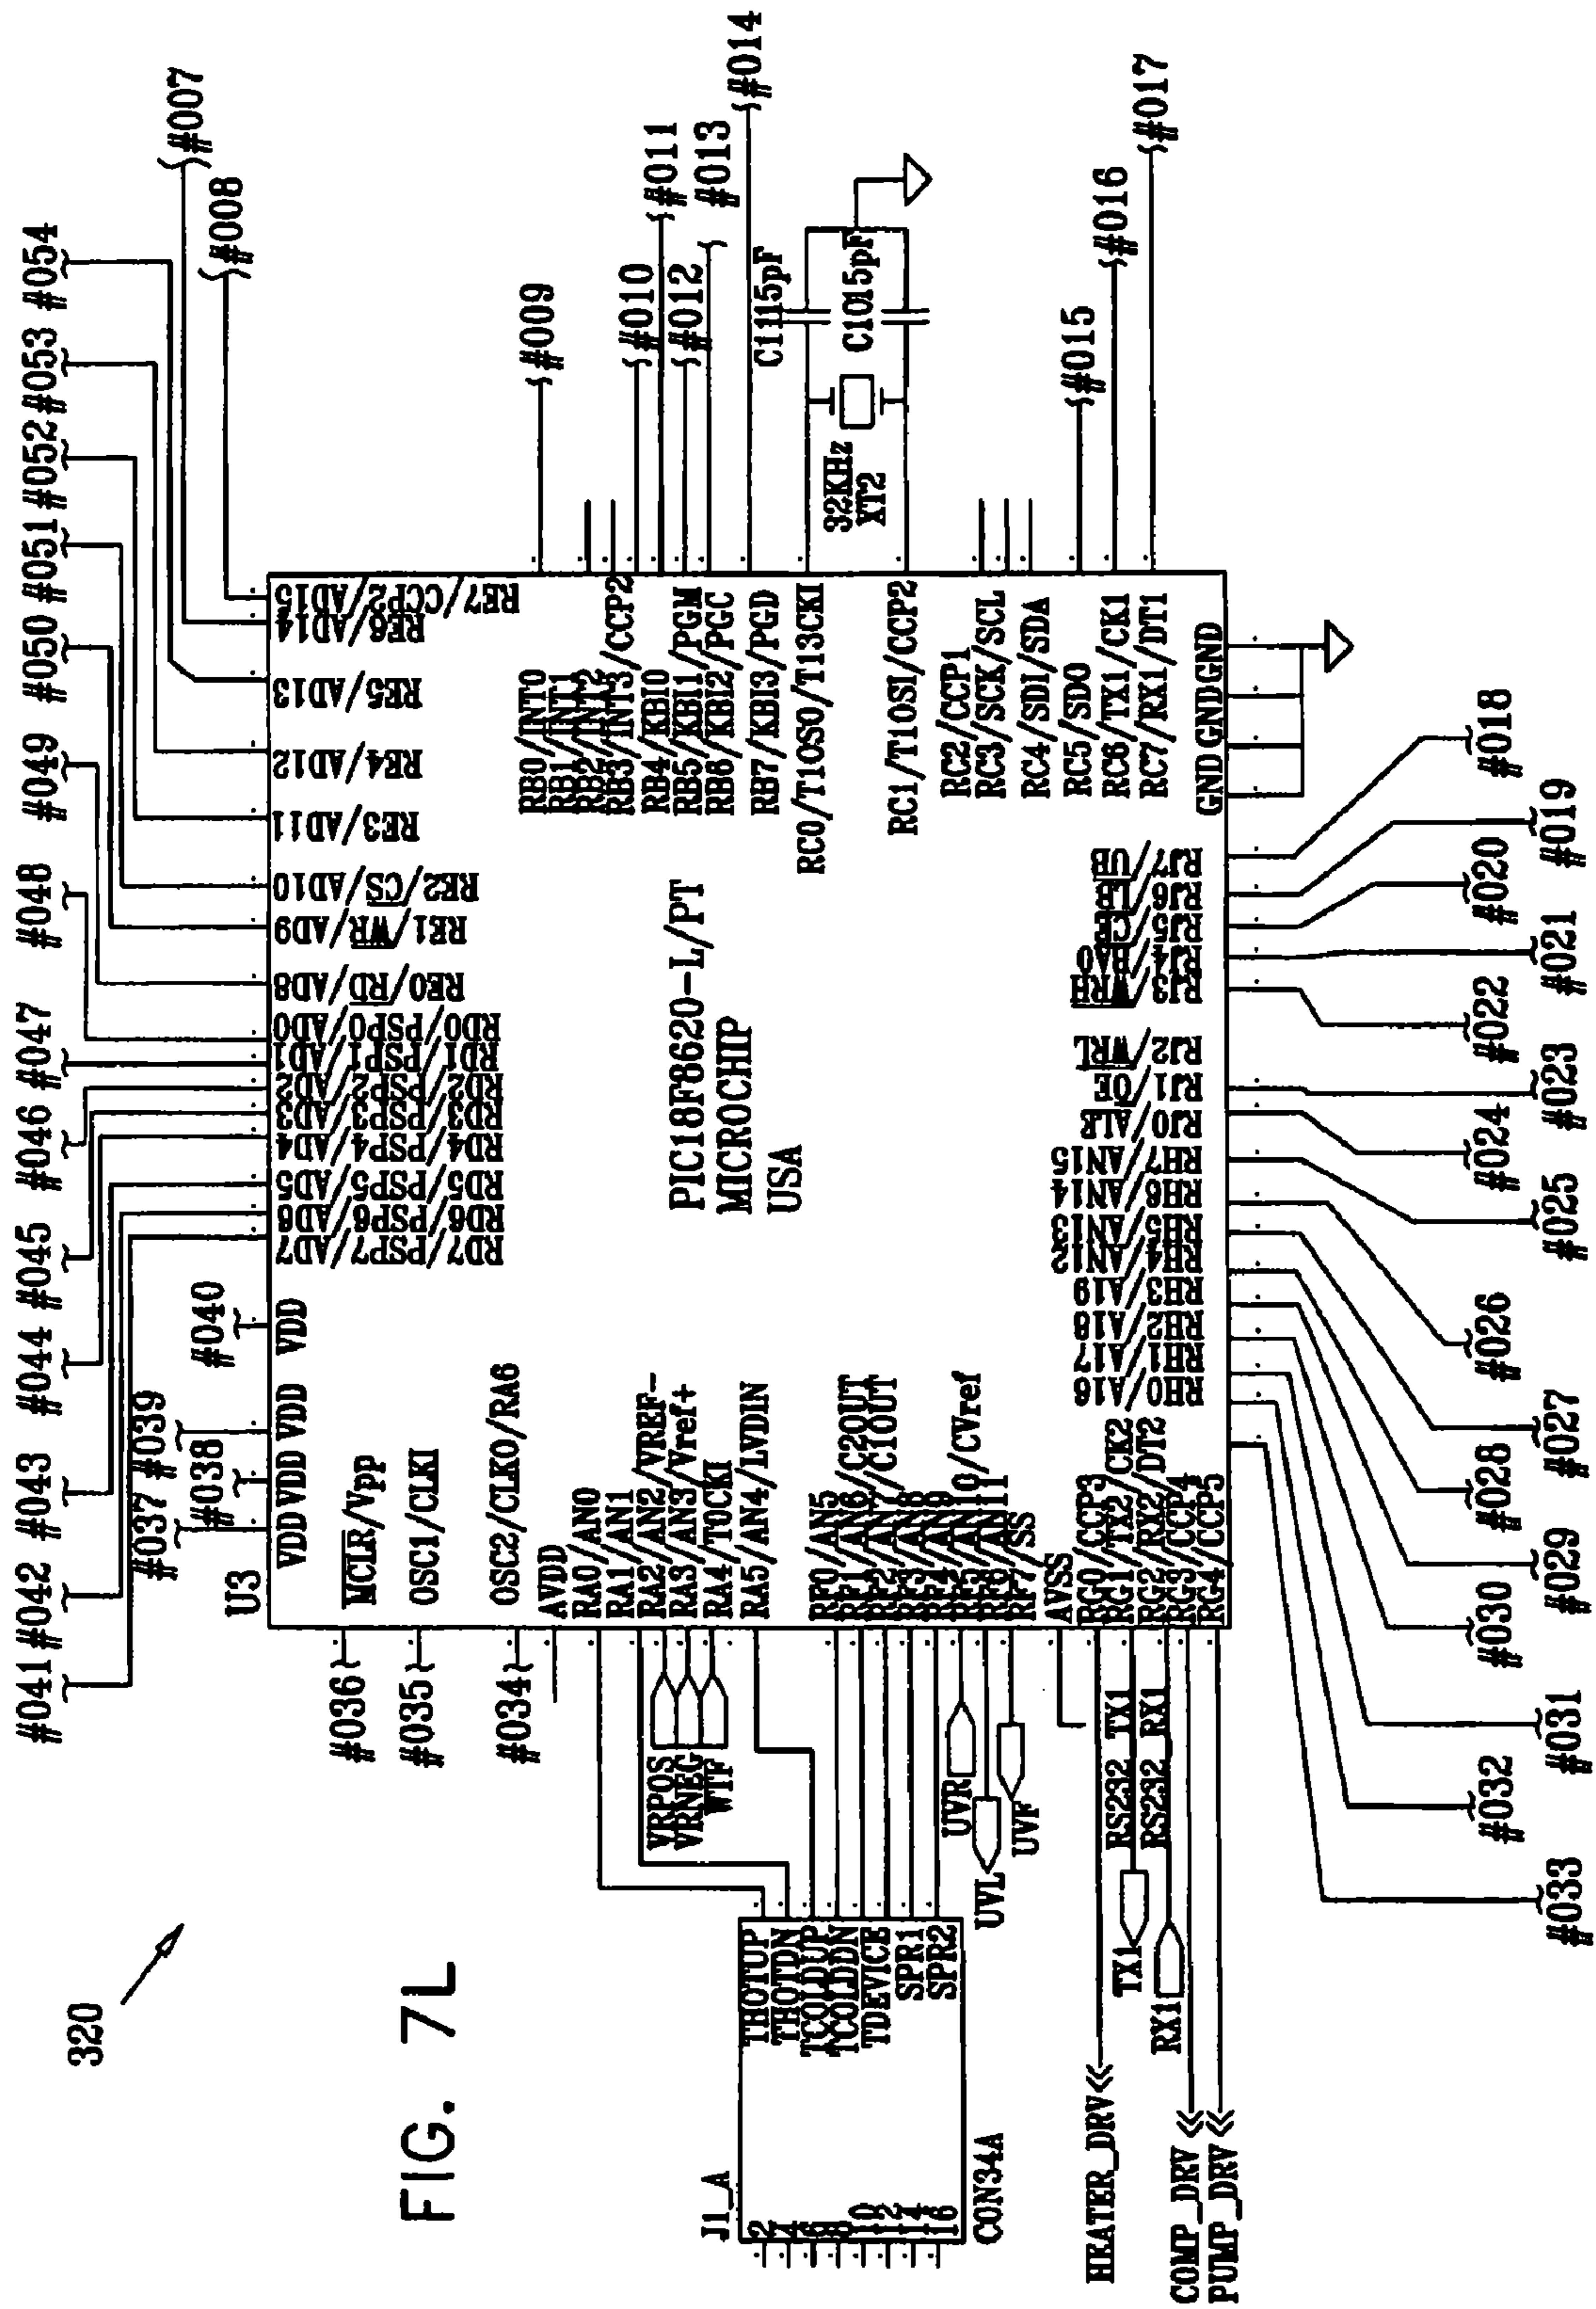 FIG. 7L
320
U3
PIC18F8620-L/PT
MICROCHIP
USA
#041
#042
#037
#043
#038
#039
#044
#040
#045
#046
#047
#048
#049
#050
#051
#052
#053
#054
#007
#008
VDD
VDD
VDD
VDD
RD7/PSP7/AD7
RD6/PSP6/AD6
RD5/PSP5/AD5
RD4/PSP4/AD4
RD3/PSP3/AD3
RD2/PSP2/AD2
RD1/PSP1/AD1
RD0/PSP0/AD0
RE0/RD/AD8
RE1/WR/AD9
RE2/CS/AD10
RE3/AD11
RE4/AD12
RE5/AD13
RE6/AD14
RE7/CCP2/AD15
#036
#035
#034
MCLR/Vpp
OSC1/CLKI
OSC2/CLKO/RA6
AVDD
RA0/AN0
RA1/AN1
RA2/AN2/VREF-
RA3/AN3/Vref+
RA4/TOCKI
RA5/AN4/LVDIN
RF0/AN5
RF1/AN6/C2OUT
RF2/AN7/C1OUT
RF3/AN8
RF4/AN9
RF5/AN10/CVref
RF6/AN11
RF7/SS
AVSS
RG0/CCP3
RG1/TX2/CK2
RG2/RX2/DT2
RG3/CCP4
RG4/CCP5
VRPOS
VRNEG
WTF
UVR
UVL
UVF
RS232 TX1
RS232 RX1
TX1
RX1
HEATER_DRV
COMP_DRV
PUMP_DRV
J1_A
2
4
6
8
10
12
14
16
THOTUP
THOTDN
TCOLDUP
TCOLDDN
TDEVICE
SPR1
SPR2
CON34A
RB0/INT0
RB1/INT1
RB2/INT2
RB3/INT3/CCP2
RB4/KBI0
RB5/KBI1/PGM
RB6/KBI2/PGC
RB7/KBI3/PGD
RC0/T1OSO/T13CKI
RC1/T1OSI/CCP2
RC2/CCP1
RC3/SCK/SCL
RC4/SDI/SDA
RC5/SDO
RC6/TX1/CK1
RC7/RX1/DT1
#009
#010
#011
#012
#013
#014
C11 15pF
C10 15pF
32KHz
XT2
#015
#016
#017
RH0/A16
RH1/A17
RH2/A18
RH3/A19
RH4/AN12
RH5/AN13
RH6/AN14
RH7/AN15
RJ0/ALE
RJ1/OE
RJ2/WRL
RJ3/WRH
RJ4/BA0
RJ5/CE
RJ6/LB
RJ7/UB
GND GND GND
#033
#032
#031
#030
#029
#028
#027
#026
#025
#024
#023
#022
#021
#020
#019
#018